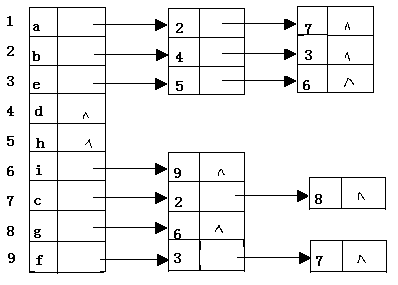 1 a 2 7 ^
2 b 4 3 ^
3 e 5 6 ^
4 d ^
5 h ^
6 i 9 ^
7 c 2 8 ^
8 g 6 ^
9 f 3 7 ^